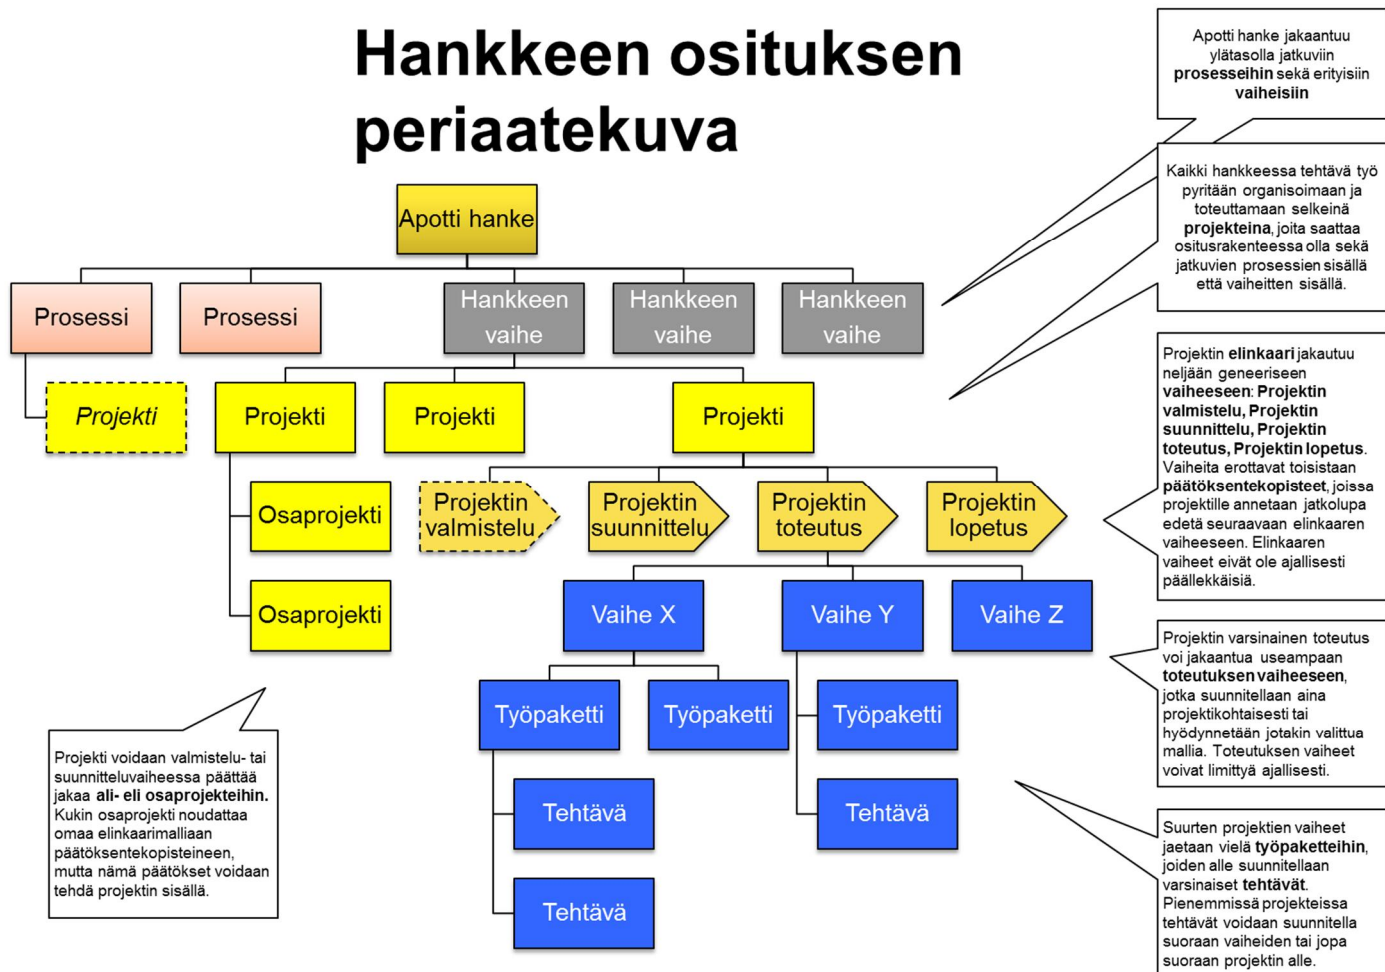 Hankkeen osituksen
periaatekuva
Apotti hanke jakaantuu
ylätasolla jatkuviin
prosesseihin sekä erityisiin
vaiheisiin
Kaikki hankkeessa tehtävä työ
pyritään organisoimaan ja
toteuttamaan selkeinä
projekteina, joita saattaa
ositusrakenteessa olla sekä
jatkuvien prosessien sisällä
että vaiheitten sisällä.
Apotti hanke
Prosessi
Prosessi
Hankkeen
vaihe
Hankkeen
vaihe
Hankkeen
vaihe
Projekti
Projekti
Projekti
Projekti
Projektin elinkaari jakautuu
neljään geneeriseen
vaiheeseen: Projektin
valmistelu, Projektin
suunnittelu, Projektin
toteutus, Projektin lopetus.
Vaiheita erottavat toisistaan
päätöksentekopisteet, joissa
projektille annetaan jatkolupa
edetä seuraavaan elinkaaren
vaiheeseen. Elinkaaren
vaiheet eivät ole ajallisesti
päällekkäisiä.
Osaprojekti
Osaprojekti
Projektin
valmistelu
Projektin
suunnittelu
Projektin
toteutus
Projektin
lopetus
Vaihe X
Vaihe Y
Vaihe Z
Työpaketti
Työpaketti
Työpaketti
Tehtävä
Tehtävä
Tehtävä
Projektin varsinainen toteutus
voi jakaantua useampaan
toteutuksen vaiheeseen,
jotka suunnitellaan aina
projektikohtaisesti tai
hyödynnetään jotakin valittua
mallia. Toteutuksen vaiheet
voivat limittyä ajallisesti.
Projekti voidaan valmistelu- tai
suunnitteluvaiheessa päättää
jakaa ali- eli osaprojekteihin.
Kukin osaprojekti noudattaa
omaa elinkaarimalliaan
päätöksentekopisteineen,
mutta nämä päätökset voidaan
tehdä projektin sisällä.
Suurten projektien vaiheet
jaetaan vielä työpaketteihin,
joiden alle suunnitellaan
varsinaiset tehtävät.
Pienemmissä projekteissa
tehtävät voidaan suunnitella
suoraan vaiheiden tai jopa
suoraan projektin alle.